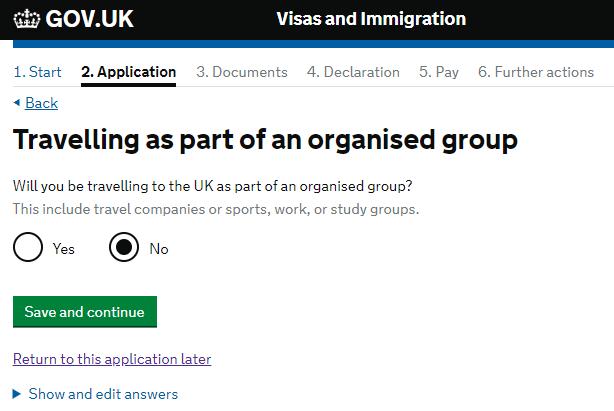 GOV.UK Visas and Immigration
1. Start 2. Application 3. Documents 4. Declaration 5. Pay 6. Further actions
Back
Travelling as part of an organised group
Will you be travelling to the UK as part of an organised group?
This include travel companies or sports, work, or study groups.
Yes No
Save and continue
Return to this application later
Show and edit answers